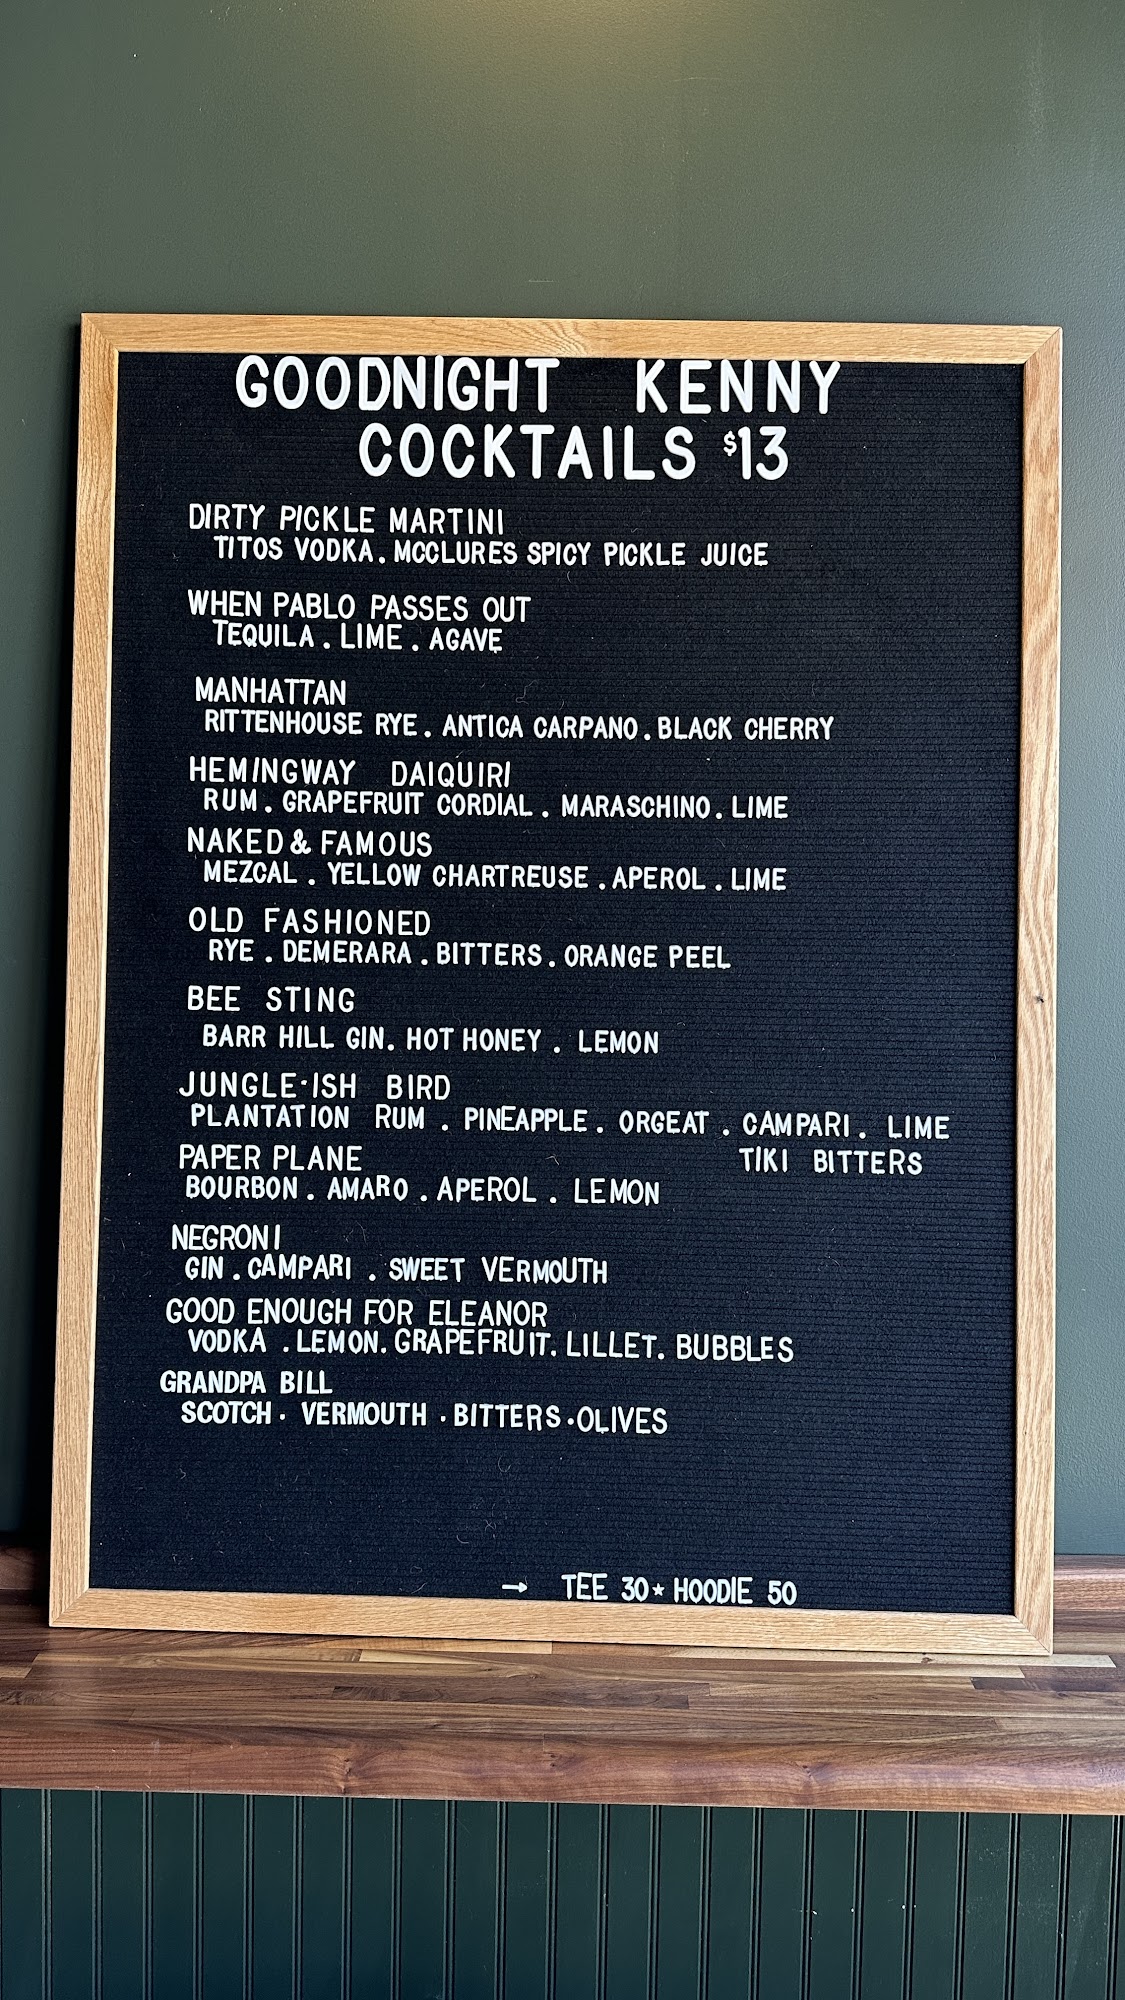 GOODNIGHT KENNY
COCKTAILS $13
DIRTY PICKLE MARTINI
TITOS VODKA . MCCLURES SPICY PICKLE JUICE
WHEN PABLO PASSES OUT
TEQUILA . LIME . AGAVE
MANHATTAN
RITTENHOUSE RYE . ANTICA CARPANO . BLACK CHERRY
HEMINGWAY DAIQUIRI
RUM . GRAPEFRUIT CORDIAL . MARASCHINO . LIME
NAKED & FAMOUS
MEZCAL . YELLOW CHARTREUSE . APEROL . LIME
OLD FASHIONED
RYE . DEMERARA . BITTERS . ORANGE PEEL
BEE STING
BARR HILL GIN . HOT HONEY . LEMON
JUNGLE·ISH BIRD
PLANTATION RUM . PINEAPPLE . ORGEAT . CAMPARI . LIME
TIKI BITTERS
PAPER PLANE
BOURBON . AMARO . APEROL . LEMON
NEGRONI
GIN . CAMPARI . SWEET VERMOUTH
GOOD ENOUGH FOR ELEANOR
VODKA . LEMON . GRAPEFRUIT . LILLET . BUBBLES
GRANDPA BILL
SCOTCH · VERMOUTH · BITTERS · OLIVES
→ TEE 30 ★ HOODIE 50